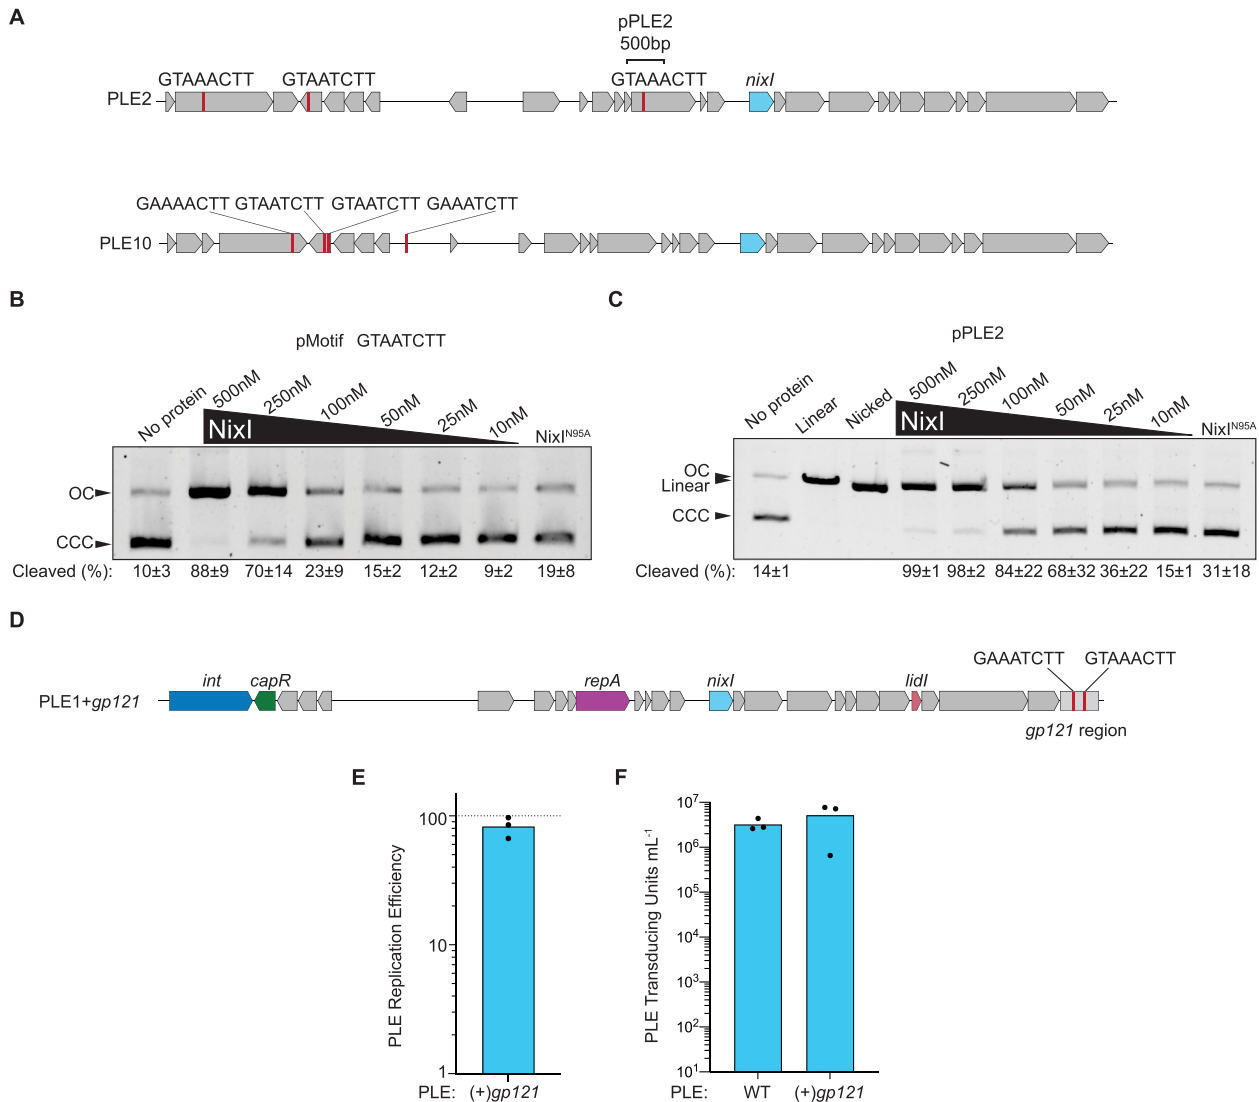 A
pPLE2
500bp
GTAAACTT GTAATCTT GTAAACTT nixI
PLE2
GAAAACTT GTAATCTT GTAATCTT GAAATCTT
PLE10
B
pMotif GTAATCTT
No protein 500nM 250nM 100nM 50nM 25nM 10nM NixI^N95A
NixI
OC
CCC
Cleaved (%): 10±3 88±9 70±14 23±9 15±2 12±2 9±2 19±8
C
pPLE2
No protein Linear Nicked 500nM 250nM 100nM 50nM 25nM 10nM NixI^N95A
NixI
OC
Linear
CCC
Cleaved (%): 14±1 99±1 98±2 84±22 68±32 36±22 15±1 31±18
D
GAAATCTT GTAAACTT
PLE1+gp121 int capR repA nixI lidI
gp121 region
E
PLE Replication Efficiency
100
10
1
PLE: (+)gp121
F
PLE Transducing Units mL^-1
10^7
10^6
10^5
10^4
10^3
10^2
10^1
PLE: WT (+)gp121